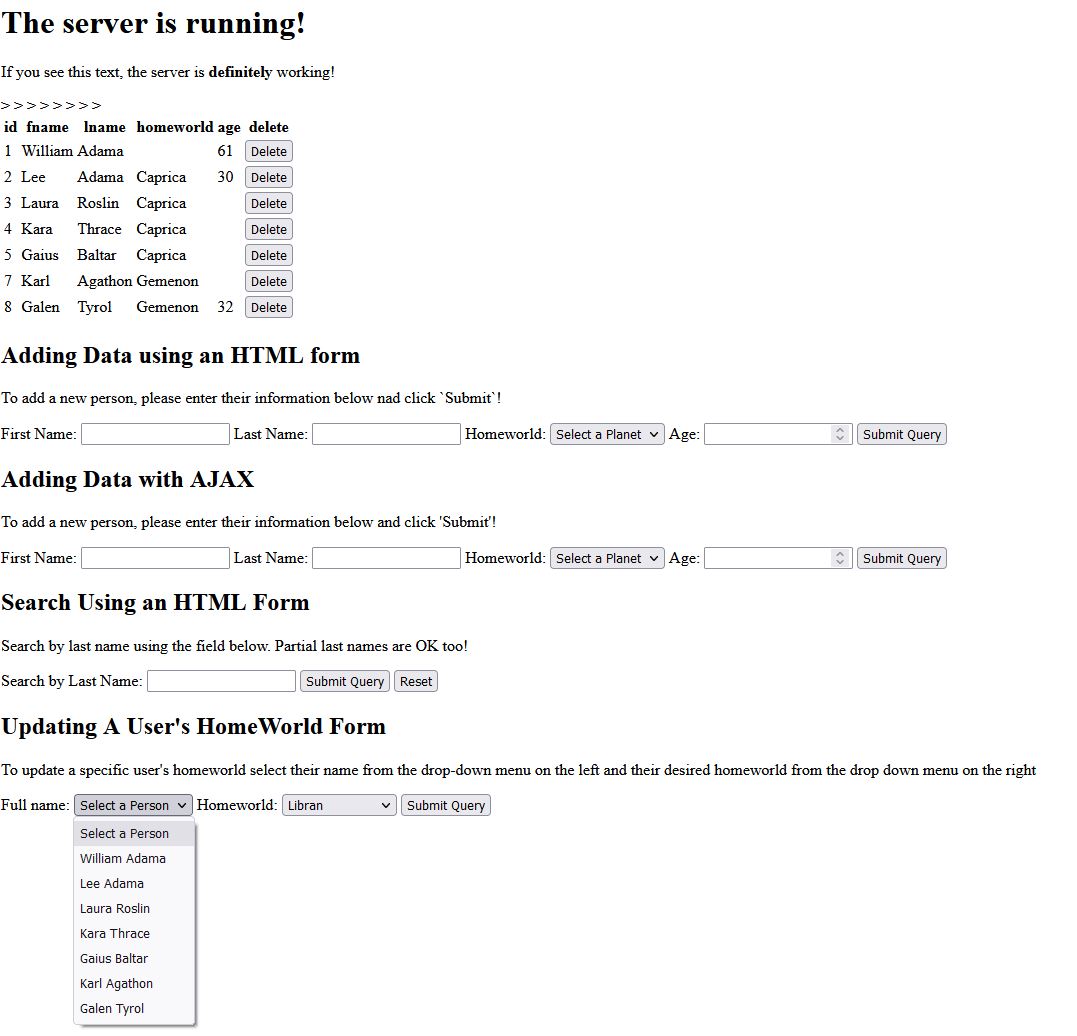 The server is running!
If you see this text, the server is definitely working!
> > > > > > > >
id fname lname homeworld age delete
1 William Adama 61 Delete
2 Lee Adama Caprica 30 Delete
3 Laura Roslin Caprica Delete
4 Kara Thrace Caprica Delete
5 Gaius Baltar Caprica Delete
7 Karl Agathon Gemenon Delete
8 Galen Tyrol Gemenon 32 Delete
Adding Data using an HTML form
To add a new person, please enter their information below nad click `Submit`!
First Name: Last Name: Homeworld: Select a Planet Age: Submit Query
Adding Data with AJAX
To add a new person, please enter their information below and click 'Submit'!
First Name: Last Name: Homeworld: Select a Planet Age: Submit Query
Search Using an HTML Form
Search by last name using the field below. Partial last names are OK too!
Search by Last Name: Submit Query Reset
Updating A User's HomeWorld Form
To update a specific user's homeworld select their name from the drop-down menu on the left and their desired homeworld from the drop down menu on the right
Full name: Select a Person Homeworld: Libran Submit Query
Select a Person
William Adama
Lee Adama
Laura Roslin
Kara Thrace
Gaius Baltar
Karl Agathon
Galen Tyrol